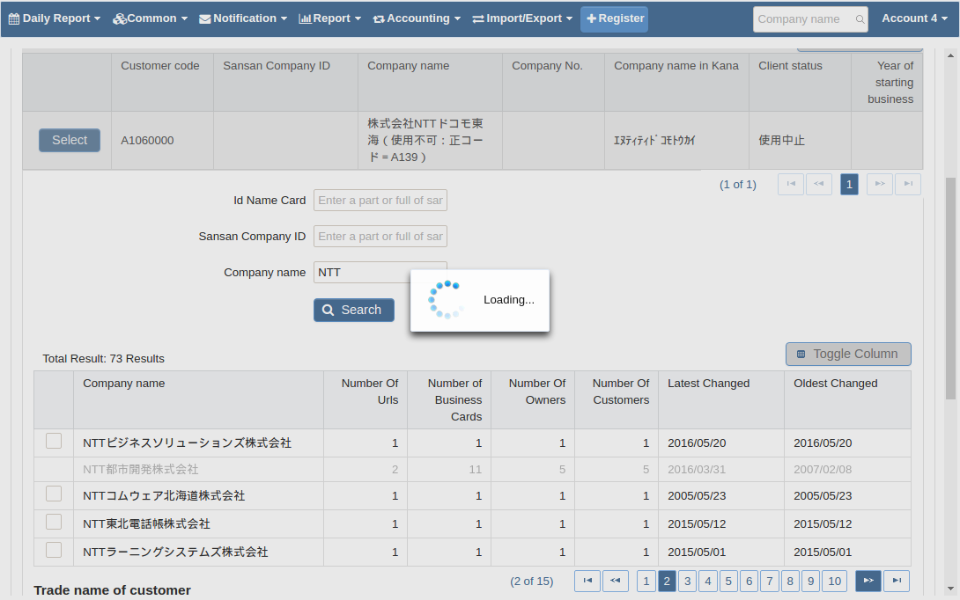 Daily Report Common Notification Report Accounting Import/Export Register Company name Account 4
Customer code Sansan Company ID Company name Company No. Company name in Kana Client status Year of
starting
business
株式会社NTTドコモ東
Select A1060000 海（使用不可：正コー ｴﾇﾃｨﾃｨﾄﾞｺﾓﾄｳｶｲ 使用中止
ド＝A139）
(1 of 1) 1
Id Name Card Enter a part or full of sar
Sansan Company ID Enter a part or full of sar
Company name NTT
Loading...
Search
Total Result: 73 Results Toggle Column
Company name Number Of Number of Number Of Number Of Latest Changed Oldest Changed
Urls Business Owners Customers
Cards
NTTビジネスソリューションズ株式会社 1 1 1 1 2016/05/20 2016/05/20
NTT都市開発株式会社 2 11 5 5 2016/03/31 2007/02/08
NTTコムウェア北海道株式会社 1 1 1 1 2005/05/23 2005/05/23
NTT東北電話帳株式会社 1 1 1 1 2015/05/12 2015/05/12
NTTラーニングシステムズ株式会社 1 1 1 1 2015/05/01 2015/05/01
(2 of 15) 1 2 3 4 5 6 7 8 9 10
Trade name of customer